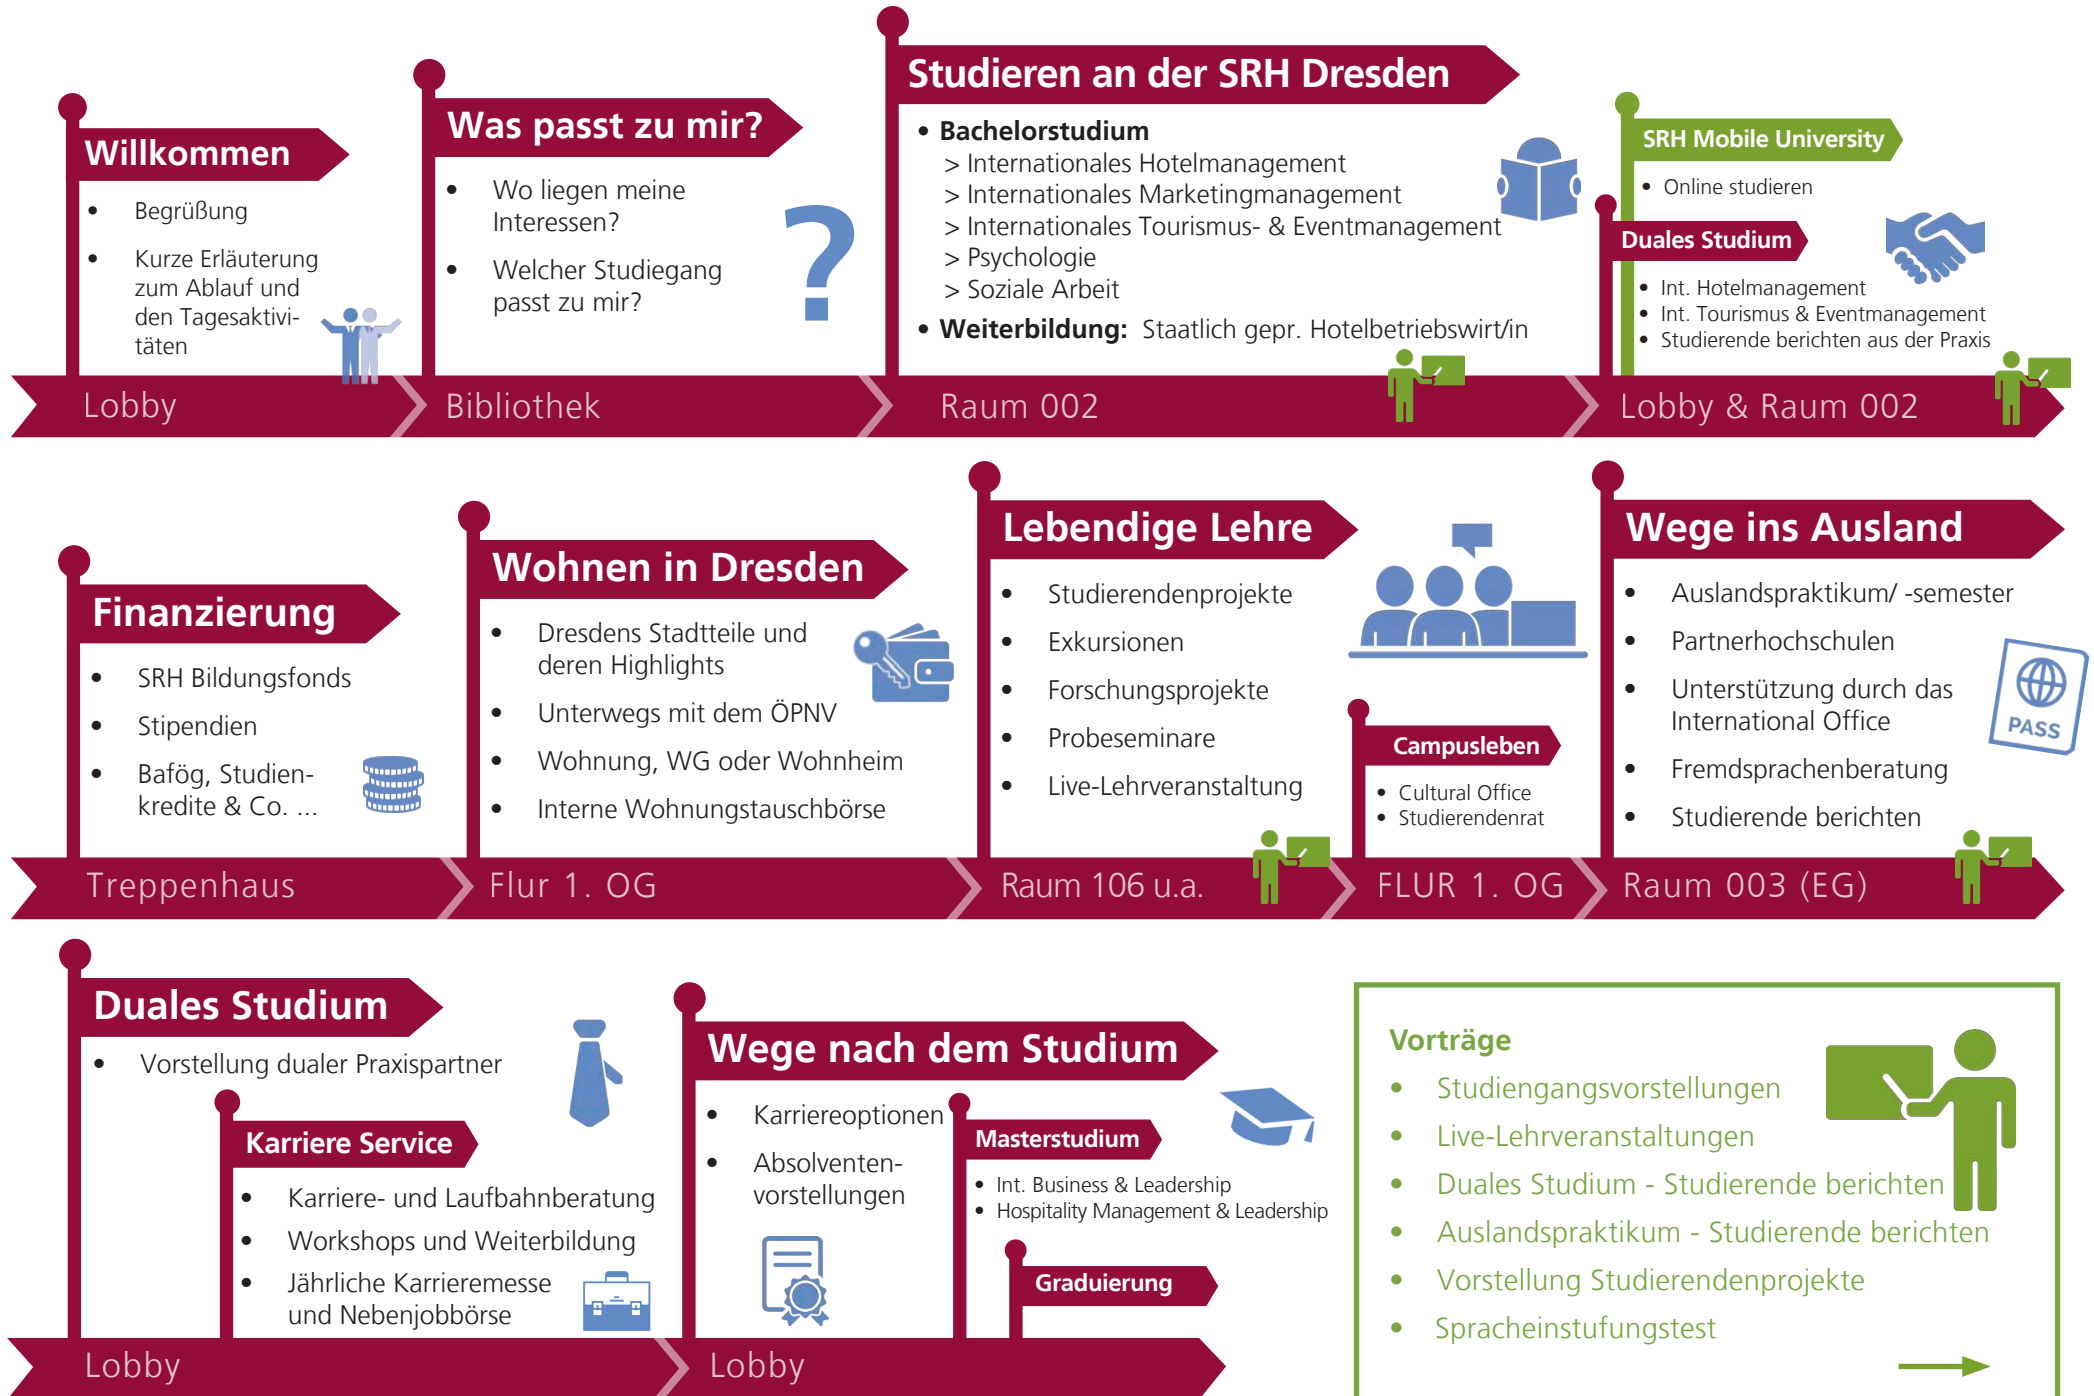 Willkommen
• Begrüßung
• Kurze Erläuterung
zum Ablauf und
den Tagesaktivi-
täten
Lobby
Was passt zu mir?
• Wo liegen meine
Interessen?
• Welcher Studiegang
passt zu mir?
?
Bibliothek
Studieren an der SRH Dresden
• Bachelorstudium
> Internationales Hotelmanagement
> Internationales Marketingmanagement
> Internationales Tourismus- & Eventmanagement
> Psychologie
> Soziale Arbeit
• Weiterbildung: Staatlich gepr. Hotelbetriebswirt/in
Raum 002
SRH Mobile University
• Online studieren
Duales Studium
• Int. Hotelmanagement
• Int. Tourismus & Eventmanagement
• Studierende berichten aus der Praxis
Lobby & Raum 002
Finanzierung
• SRH Bildungsfonds
• Stipendien
• Bafög, Studien-
kredite & Co. ...
Treppenhaus
Wohnen in Dresden
• Dresdens Stadtteile und
deren Highlights
• Unterwegs mit dem ÖPNV
• Wohnung, WG oder Wohnheim
• Interne Wohnungstauschbörse
Flur 1. OG
Lebendige Lehre
• Studierendenprojekte
• Exkursionen
• Forschungsprojekte
• Probeseminare
• Live-Lehrveranstaltung
Raum 106 u.a.
Campusleben
• Cultural Office
• Studierendenrat
FLUR 1. OG
Wege ins Ausland
• Auslandspraktikum/ -semester
• Partnerhochschulen
• Unterstützung durch das
International Office
• Fremdsprachenberatung
• Studierende berichten
PASS
Raum 003 (EG)
Duales Studium
• Vorstellung dualer Praxispartner
Karriere Service
• Karriere- und Laufbahnberatung
• Workshops und Weiterbildung
• Jährliche Karrieremesse
und Nebenjobbörse
Lobby
Wege nach dem Studium
• Karriereoptionen
• Absolventen-
vorstellungen
Masterstudium
• Int. Business & Leadership
• Hospitality Management & Leadership
Graduierung
Lobby
Vorträge
• Studiengangsvorstellungen
• Live-Lehrveranstaltungen
• Duales Studium - Studierende berichten
• Auslandspraktikum - Studierende berichten
• Vorstellung Studierendenprojekte
• Spracheinstufungstest